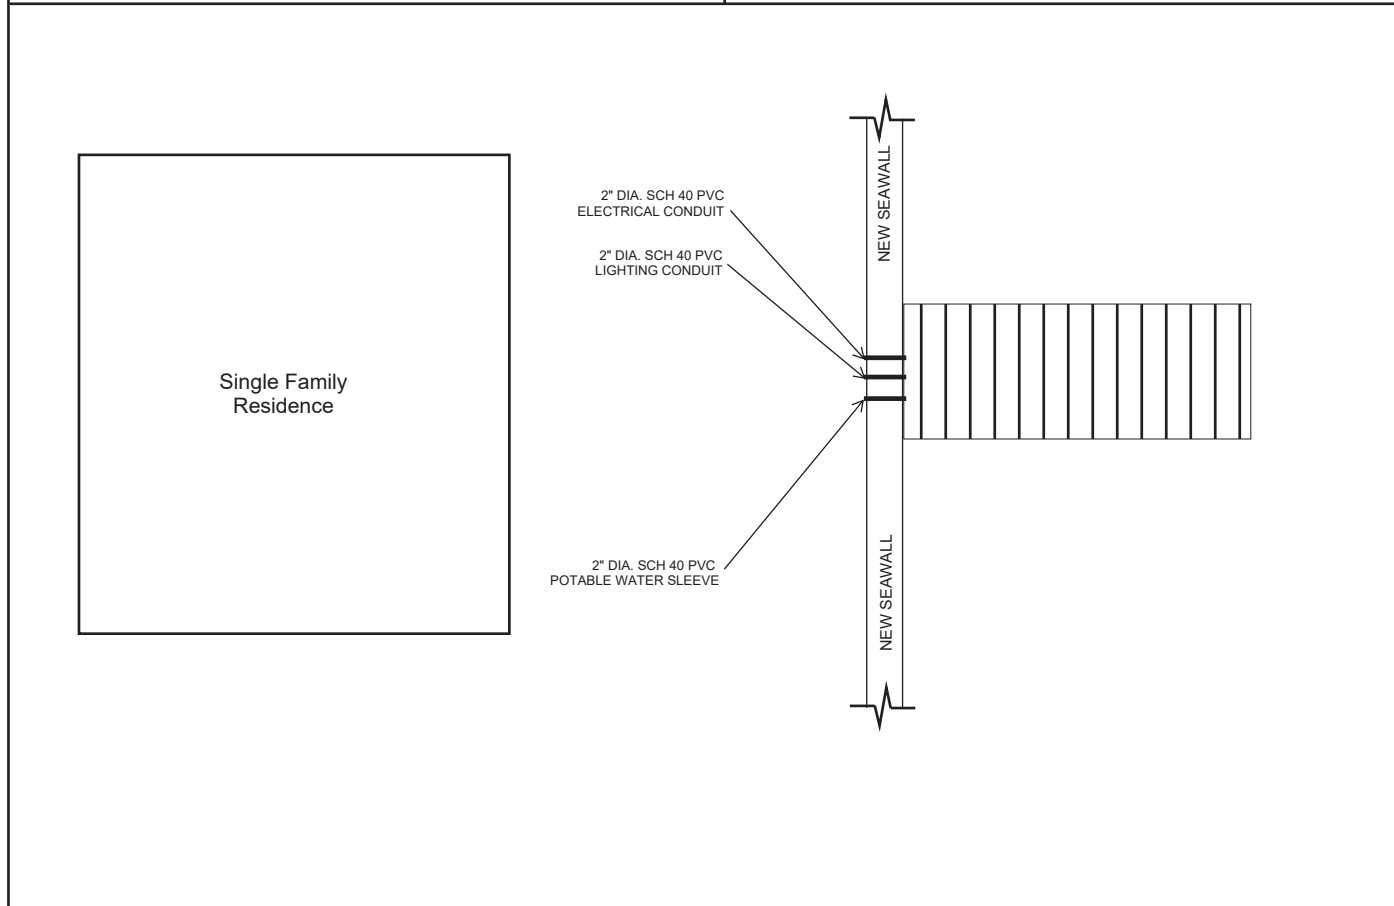 NEW SEAWALL
2" DIA. SCH 40 PVC
ELECTRICAL CONDUIT
2" DIA. SCH 40 PVC
LIGHTING CONDUIT
Single Family
Residence
2" DIA. SCH 40 PVC
POTABLE WATER SLEEVE
NEW SEAWALL